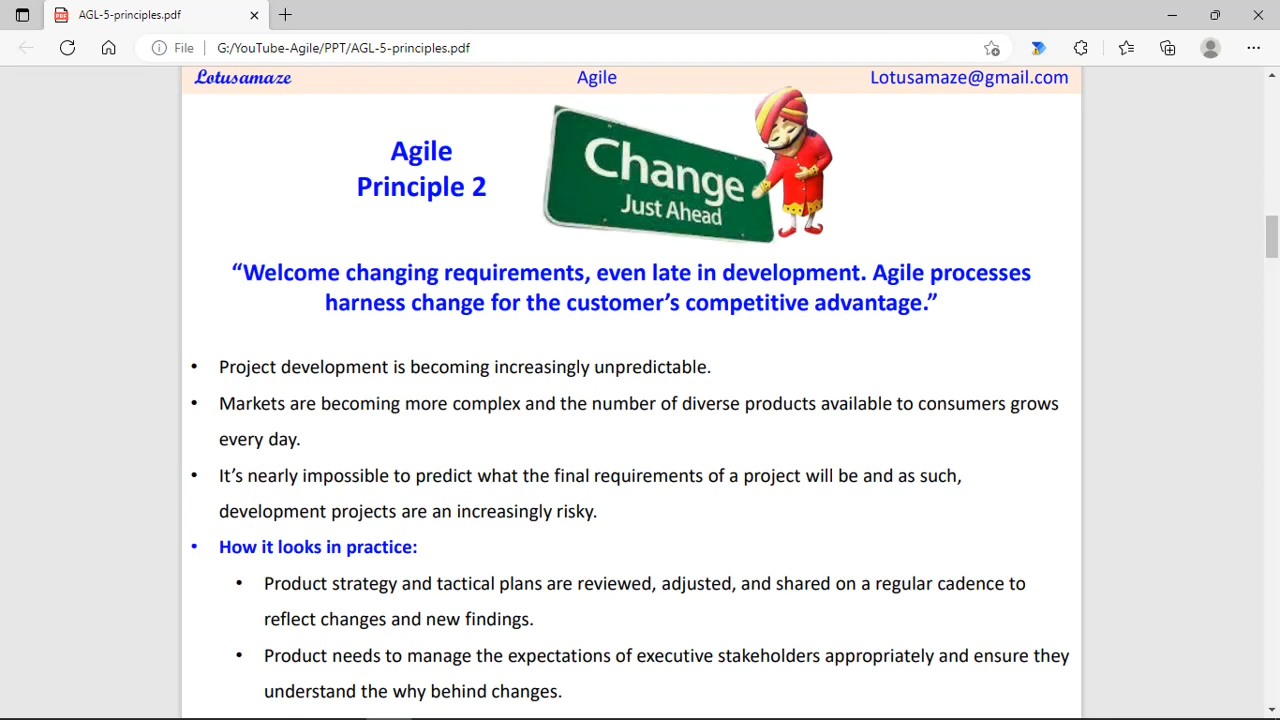 AGL-5-principles.pdf
File
G:/YouTube-Agile/PPT/AGL-5-principles.pdf
Lotusamaze
Agile
Lotusamaze@gmail.com
Agile
Principle 2
Change
Just Ahead
“Welcome changing requirements, even late in development. Agile processes
harness change for the customer’s competitive advantage.”
• Project development is becoming increasingly unpredictable.
• Markets are becoming more complex and the number of diverse products available to consumers grows
every day.
• It’s nearly impossible to predict what the final requirements of a project will be and as such,
development projects are an increasingly risky.
• How it looks in practice:
• Product strategy and tactical plans are reviewed, adjusted, and shared on a regular cadence to
reflect changes and new findings.
• Product needs to manage the expectations of executive stakeholders appropriately and ensure they
understand the why behind changes.